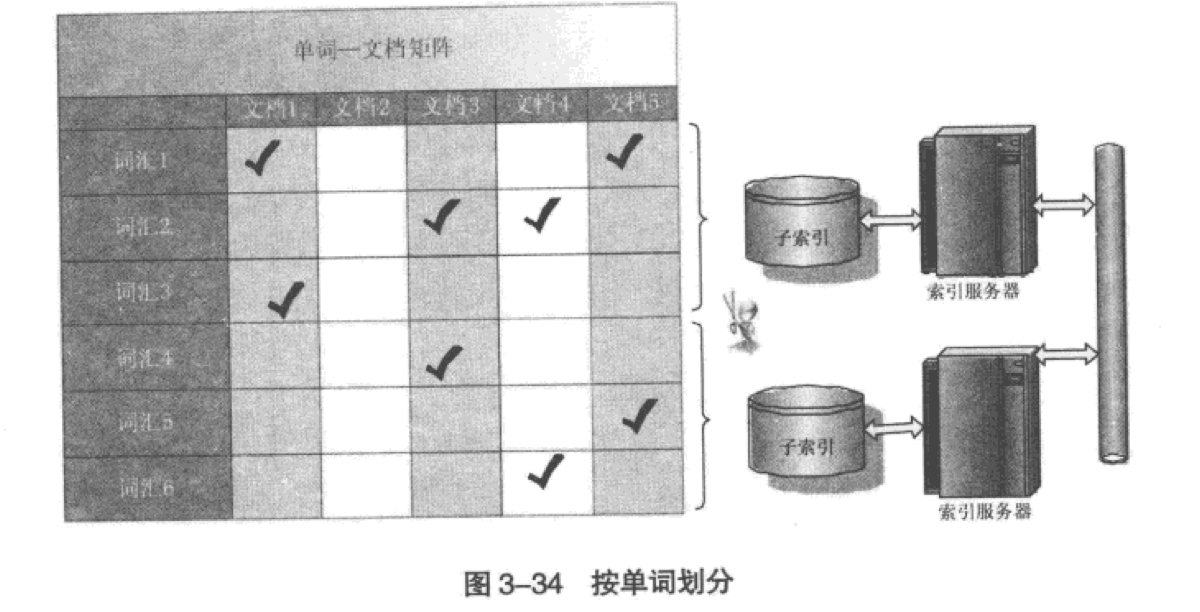 单词—文档矩阵
文档1 文档2 文档3 文档4 文档5
词汇1
词汇2
词汇3
词汇4
词汇5
词汇6
子索引
索引服务器
子索引
索引服务器
图 3-34 按单词划分